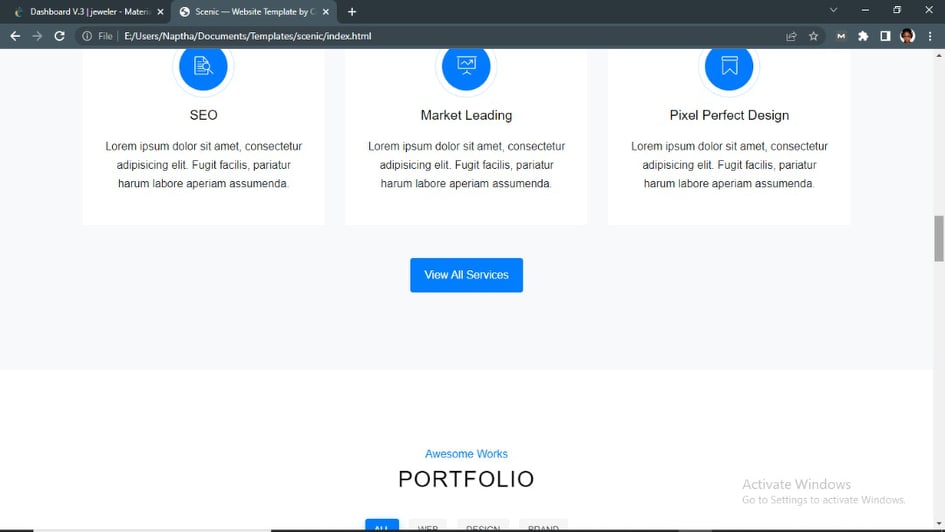 Dashboard V.3 | jeweler - Materia
Scenic — Website Template by C
File
E:/Users/Naptha/Documents/Templates/scenic/index.html
M
SEO
Lorem ipsum dolor sit amet, consectetur
adipisicing elit. Fugit facilis, pariatur
harum labore aperiam assumenda.
Market Leading
Lorem ipsum dolor sit amet, consectetur
adipisicing elit. Fugit facilis, pariatur
harum labore aperiam assumenda.
Pixel Perfect Design
Lorem ipsum dolor sit amet, consectetur
adipisicing elit. Fugit facilis, pariatur
harum labore aperiam assumenda.
View All Services
Awesome Works
PORTFOLIO
ALL WEB DESIGN BRAND
Activate Windows
Go to Settings to activate Windows.